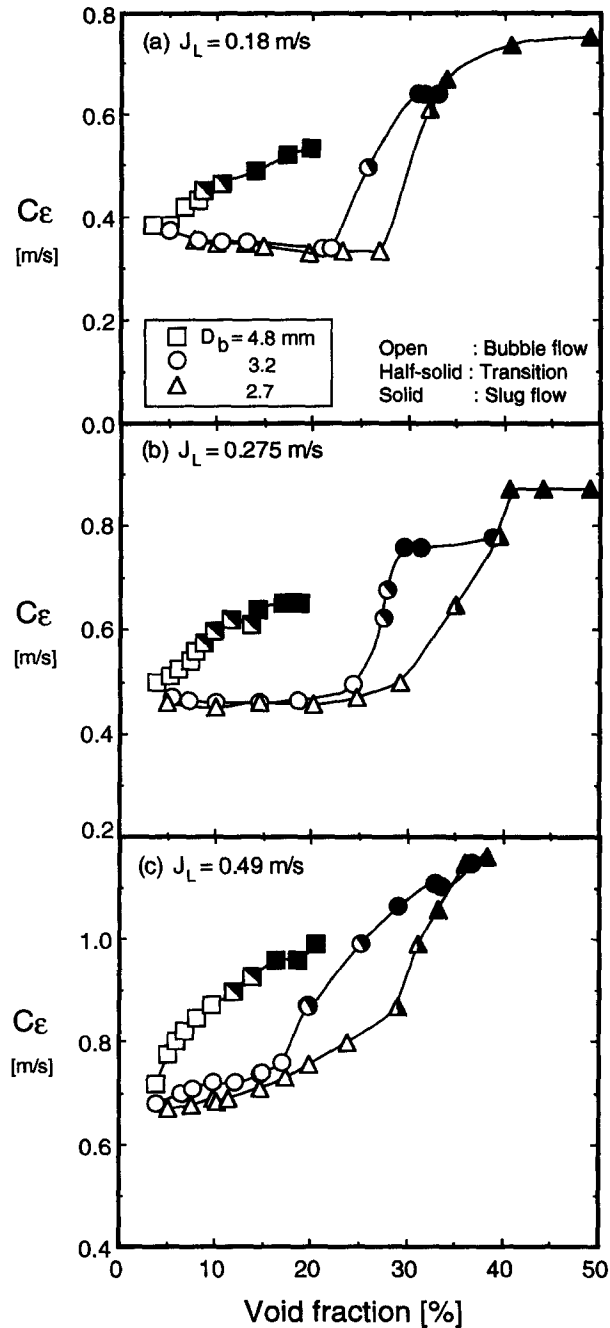 0.8
(a) J_L = 0.18 m/s
0.6
Cε
0.4
[m/s]
0.2
D_b = 4.8 mm
3.2
2.7
Open : Bubble flow
Half-solid : Transition
Solid : Slug flow
0.0
(b) J_L = 0.275 m/s
0.8
Cε
0.6
[m/s]
0.4
0.2
(c) J_L = 0.49 m/s
1.0
Cε
0.8
[m/s]
0.6
0.4
0 10 20 30 40 50
Void fraction [%]